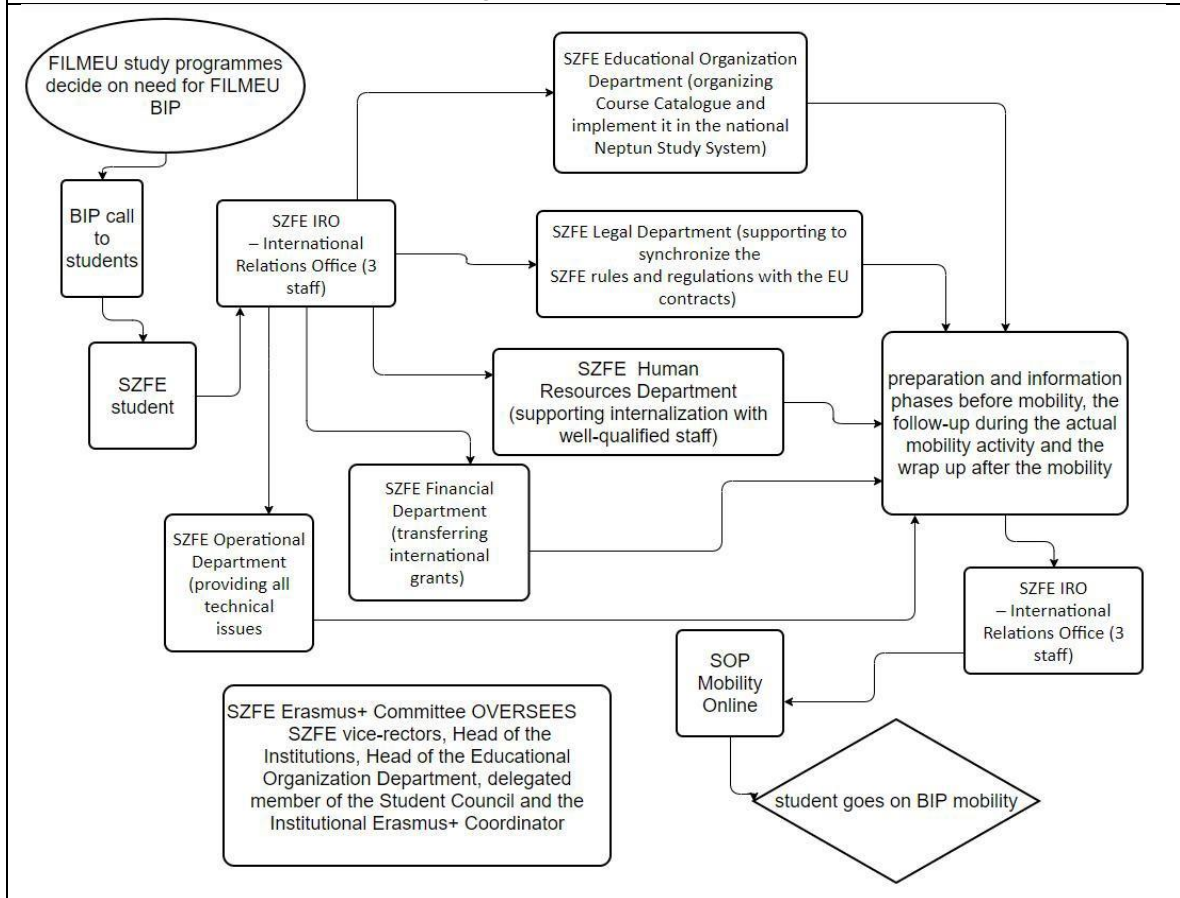 FILMEU study programmes
decide on need for FILMEU
BIP
BIP call
to
students
SZFE
student
SZFE IRO
– International
Relations Office (3
staff)
SZFE Educational Organization
Department (organizing
Course Catalogue and
implement it in the national
Neptun Study System)
SZFE Legal Department (supporting to
synchronize the
SZFE rules and regulations with the EU
contracts)
SZFE Human
Resources Department
(supporting internalization with
well-qualified staff)
SZFE Financial
Department
(transferring
international
grants)
SZFE Operational
Department
(providing all
technical
issues
preparation and information
phases before mobility, the
follow-up during the actual
mobility activity and the
wrap up after the mobility
SZFE IRO
– International
Relations Office (3
staff)
SOP
Mobility
Online
student goes on BIP mobility
SZFE Erasmus+ Committee OVERSEES
SZFE vice-rectors, Head of the
Institutions, Head of the Educational
Organization Department, delegated
member of the Student Council and the
Institutional Erasmus+ Coordinator